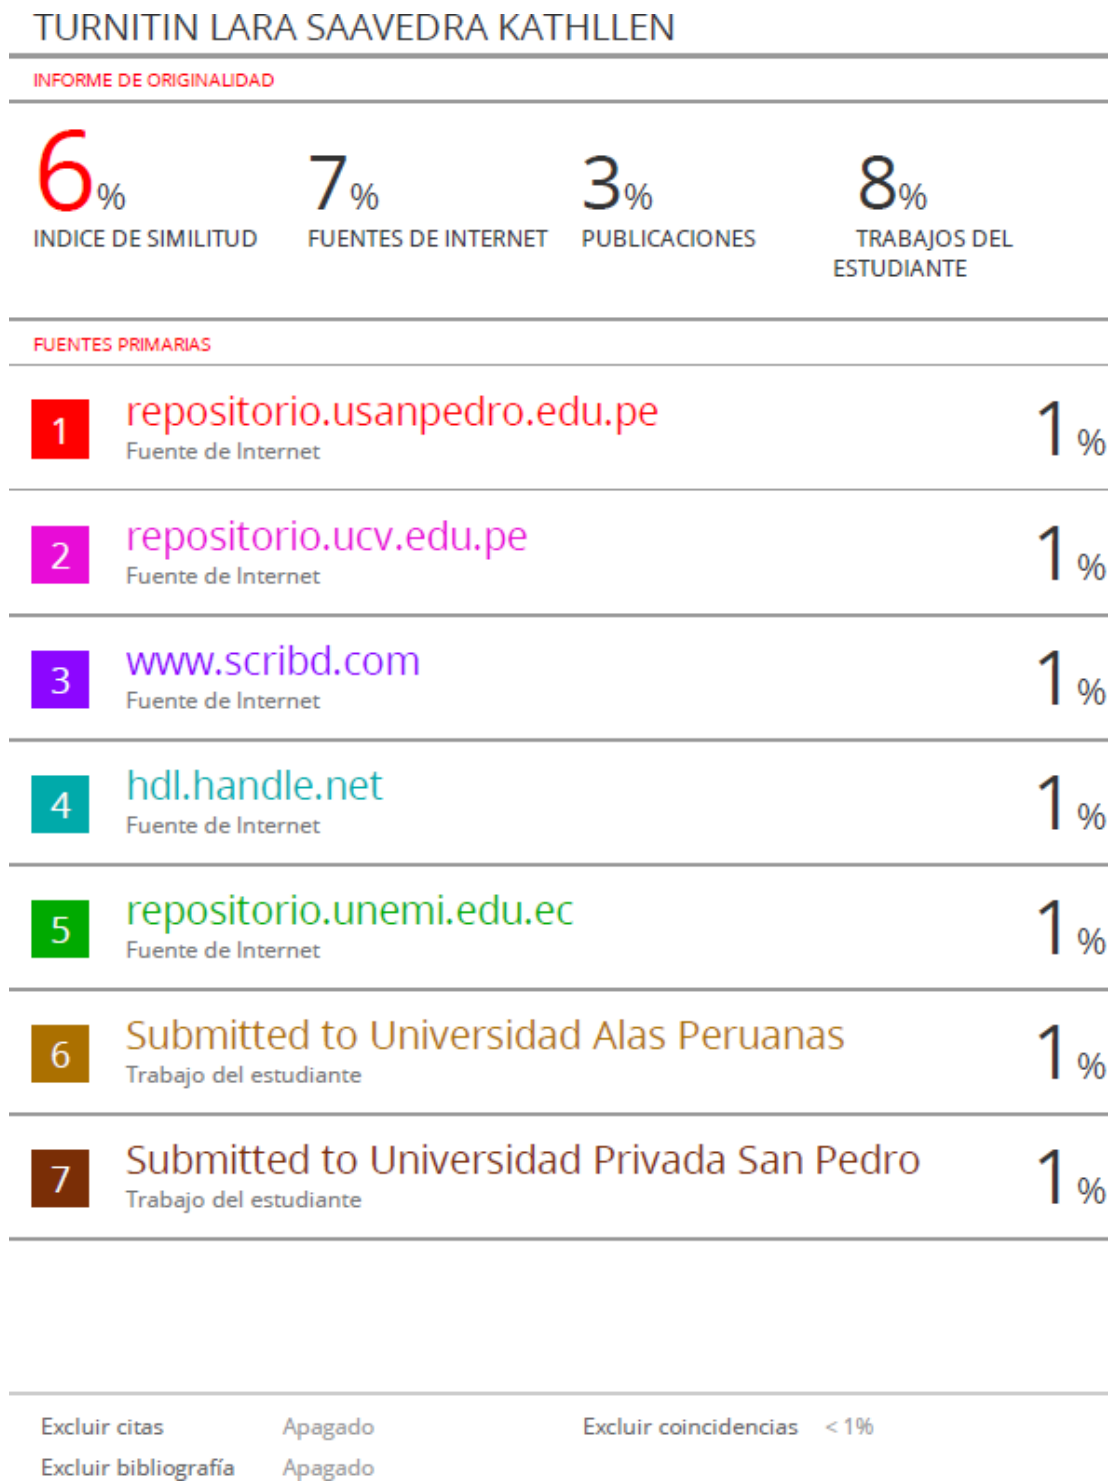 TURNITIN LARA SAAVEDRA KATHLLEN
INFORME DE ORIGINALIDAD
6% 7% 3% 8%
INDICE DE SIMILITUD FUENTES DE INTERNET PUBLICACIONES TRABAJOS DEL
ESTUDIANTE
FUENTES PRIMARIAS
1 repositorio.usanpedro.edu.pe 1%
Fuente de Internet
2 repositorio.ucv.edu.pe 1%
Fuente de Internet
3 www.scribd.com 1%
Fuente de Internet
4 hdl.handle.net 1%
Fuente de Internet
5 repositorio.unemi.edu.ec 1%
Fuente de Internet
6 Submitted to Universidad Alas Peruanas 1%
Trabajo del estudiante
7 Submitted to Universidad Privada San Pedro 1%
Trabajo del estudiante
Excluir citas Apagado Excluir coincidencias < 1%
Excluir bibliografía Apagado